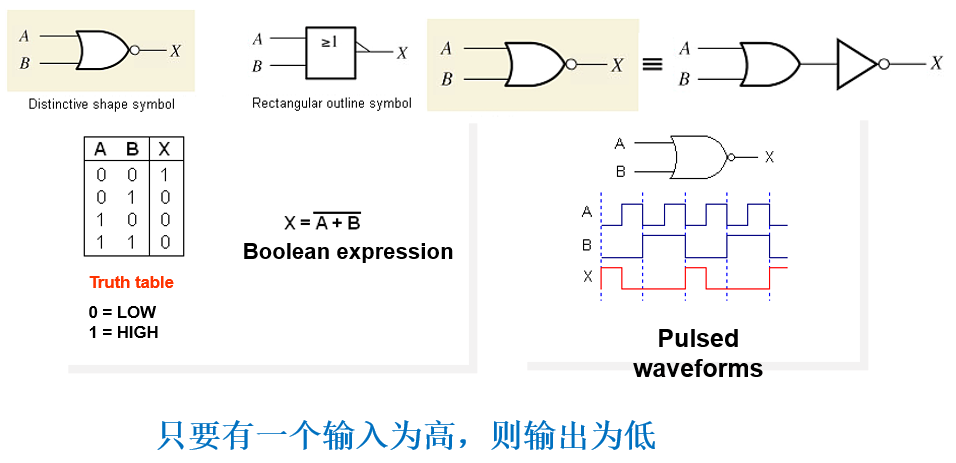 A
B
X
Distinctive shape symbol
A
B
≥1
X
Rectangular outline symbol
A
B
X
≡
A
B
X
A B X
0 0 1
0 1 0
1 0 0
1 1 0
Truth table
0 = LOW
1 = HIGH
X = \overline{A + B}
Boolean expression
A
B
X
A
B
X
Pulsed
waveforms
只要有一个输入为高，则输出为低